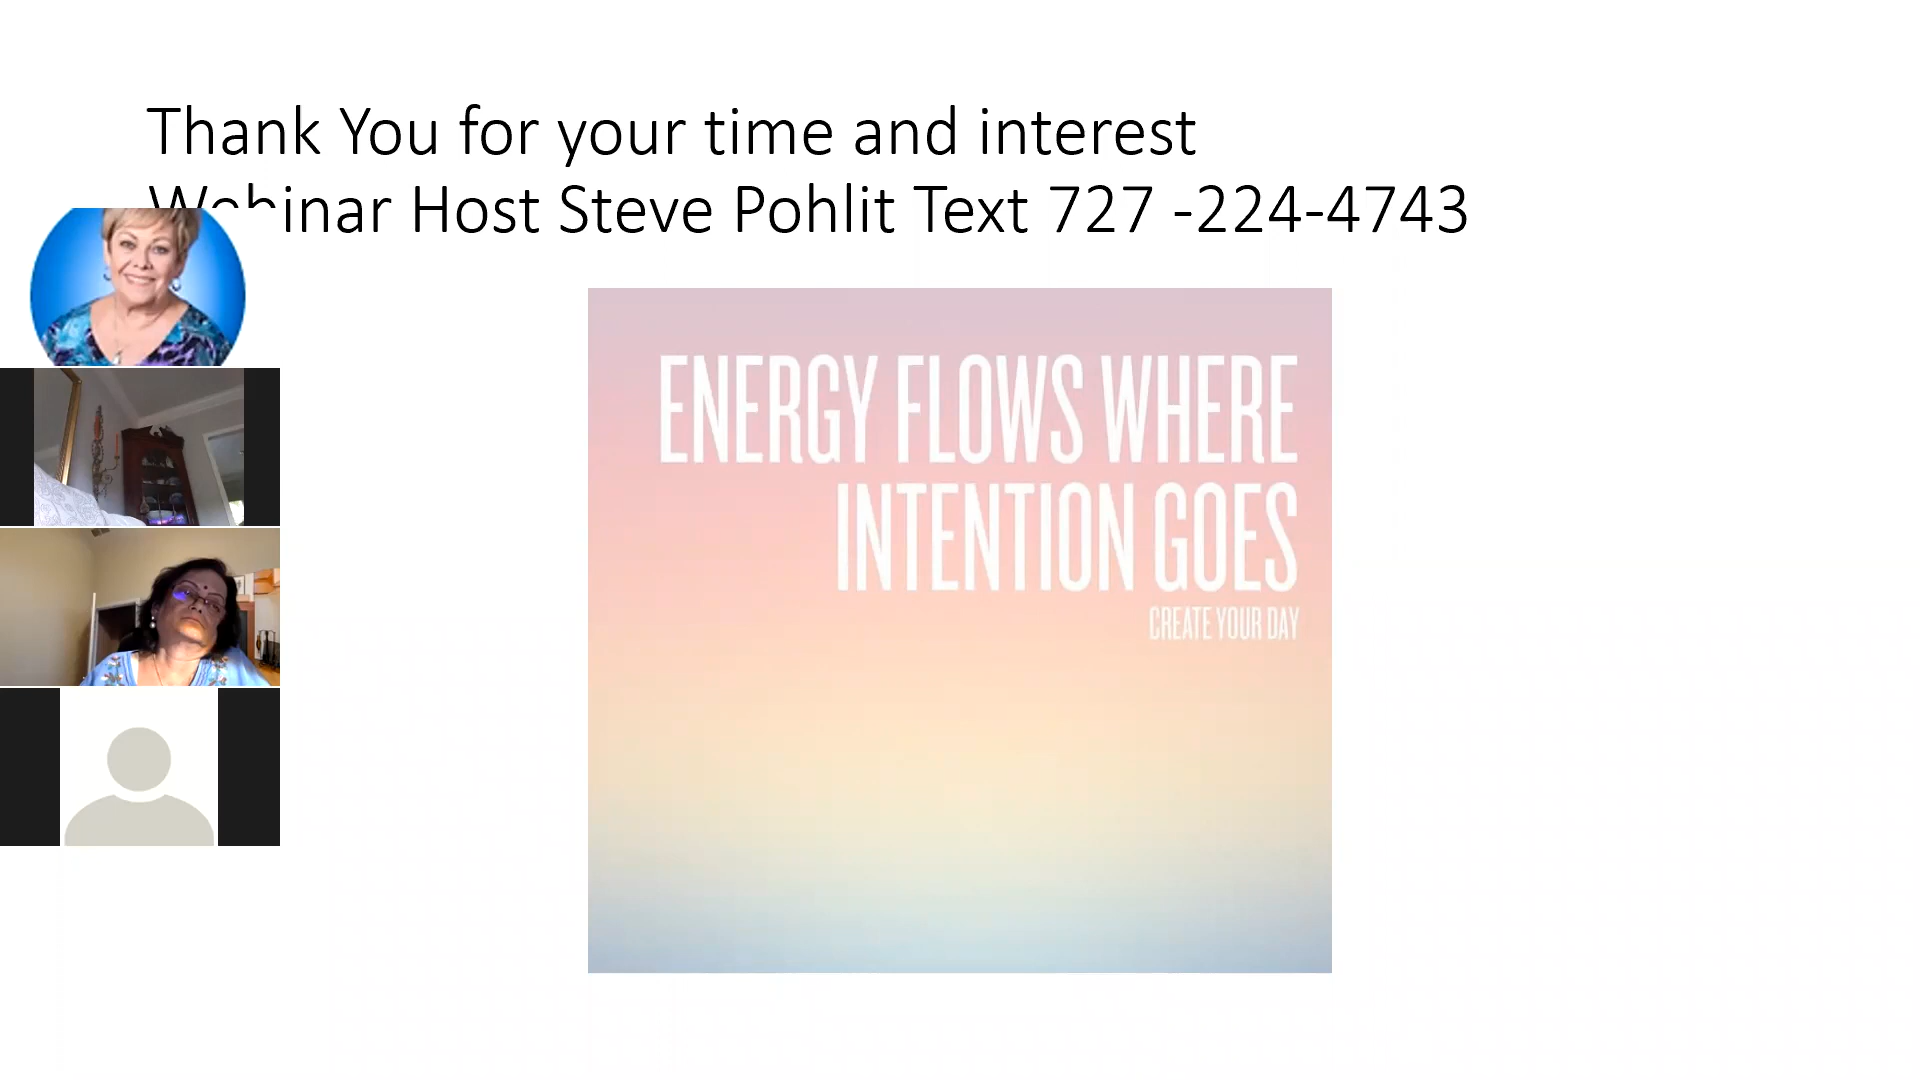 Thank You for your time and interest
Webinar Host Steve Pohlit Text 727 -224-4743
ENERGY FLOWS WHERE
INTENTION GOES
CREATE YOUR DAY